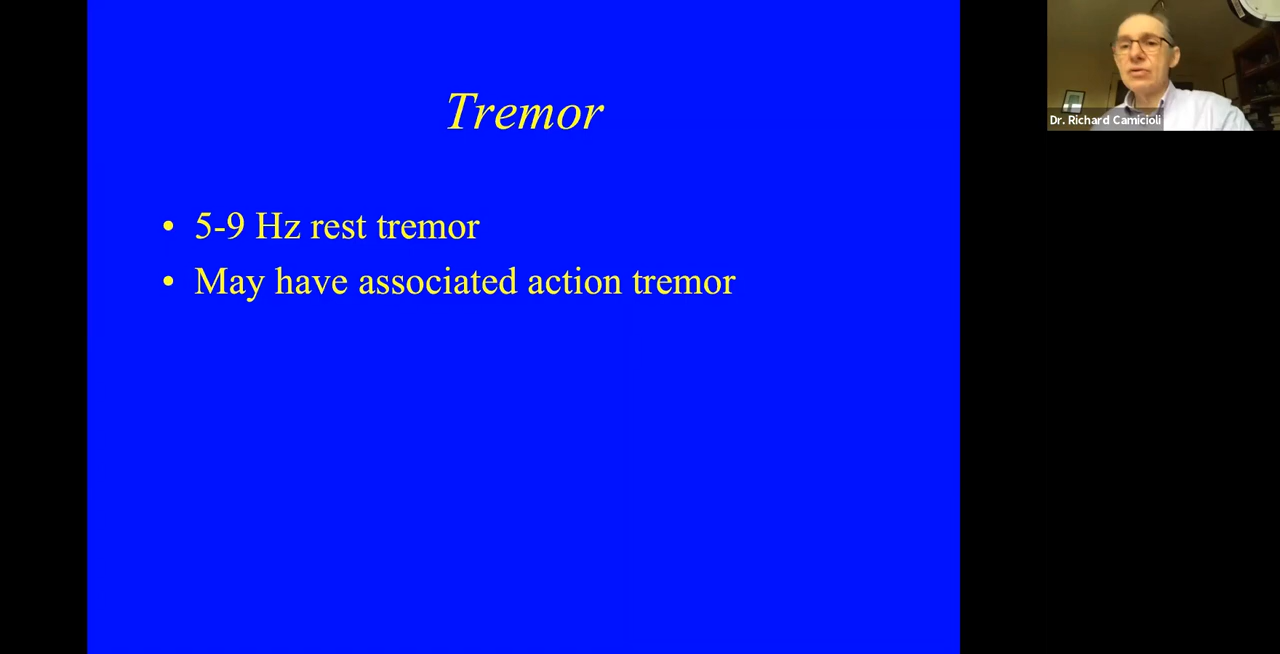 Tremor
• 5-9 Hz rest tremor
• May have associated action tremor
Dr. Richard Camicioli